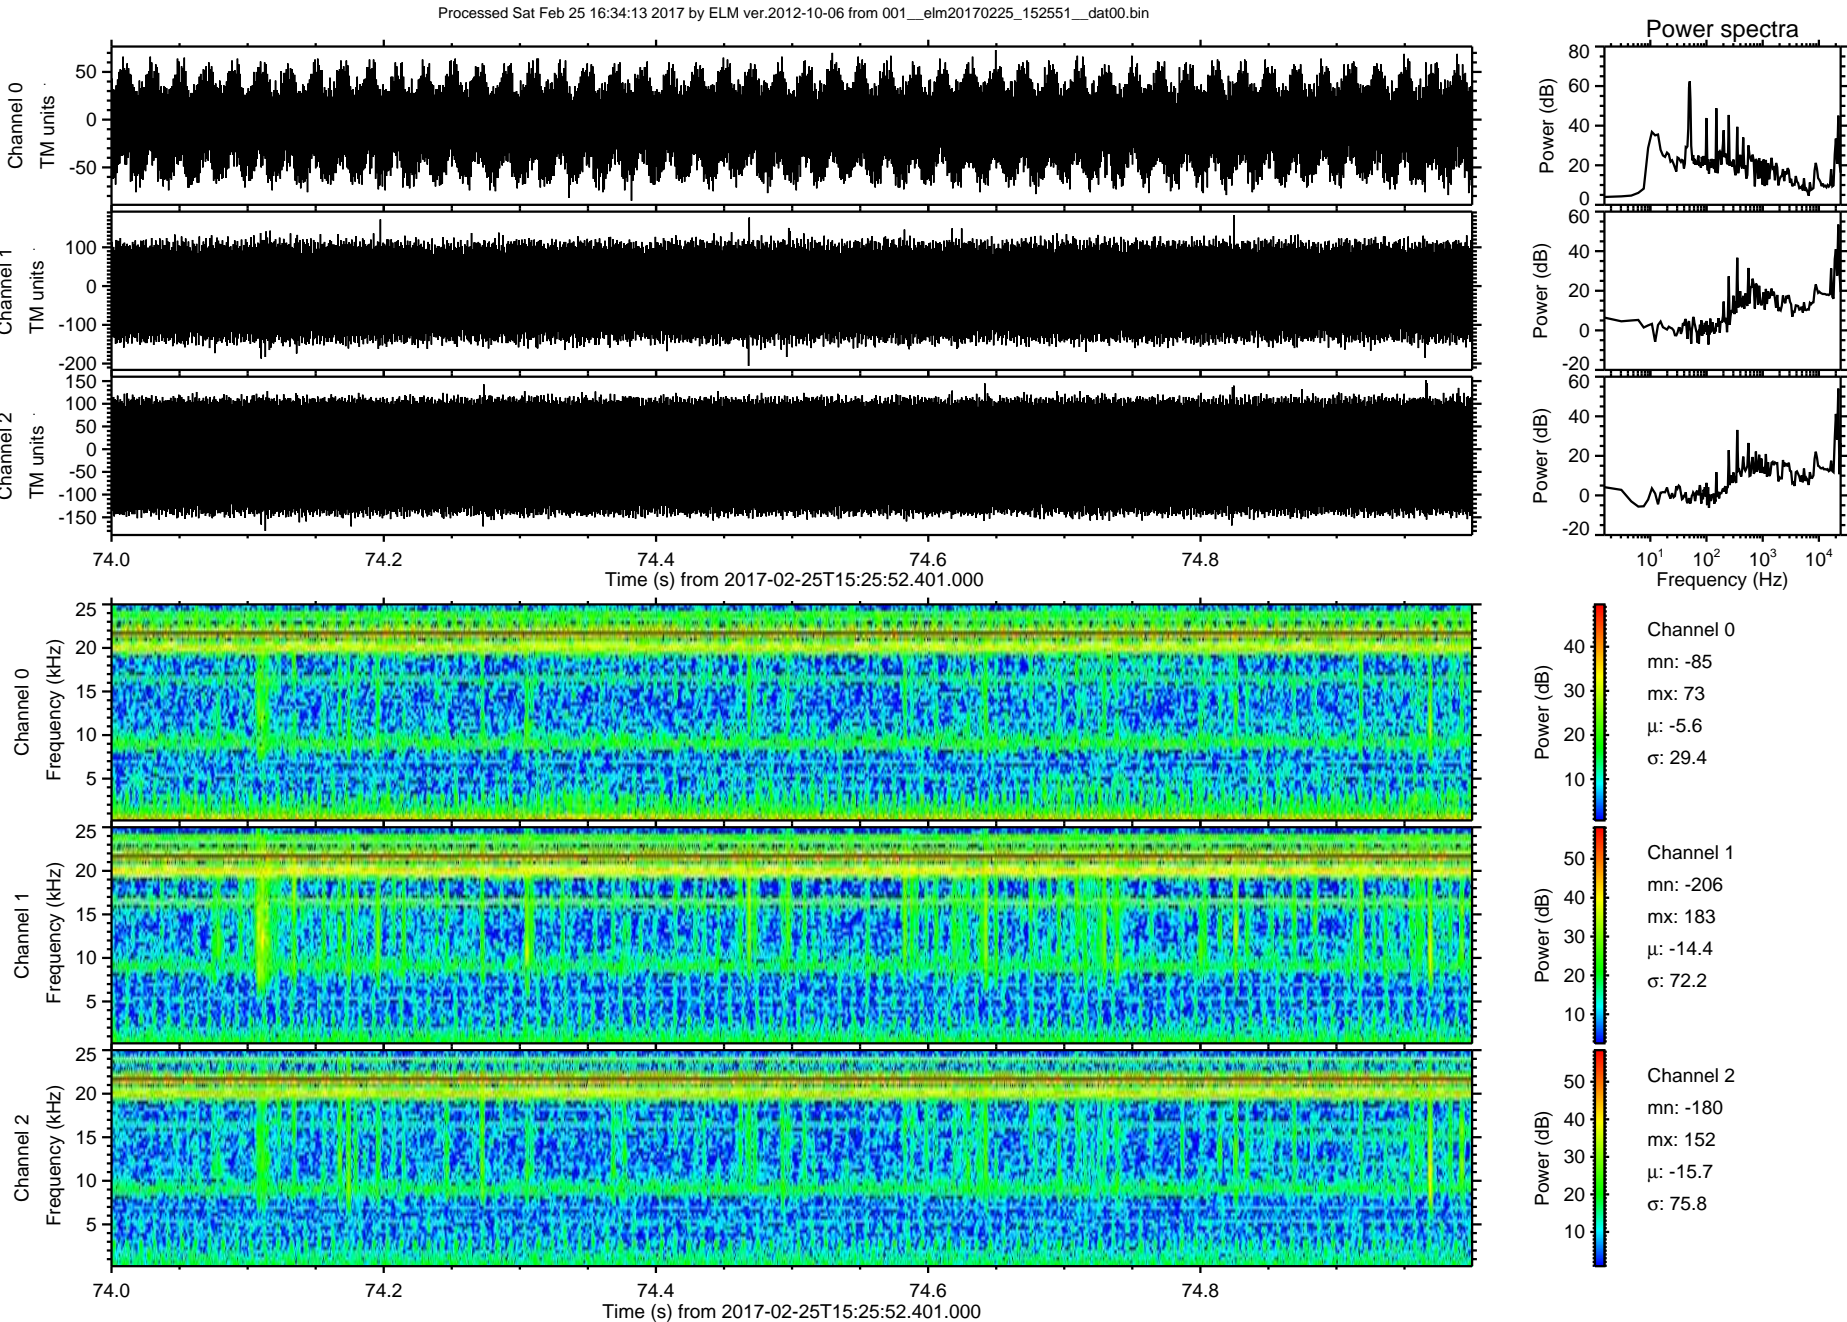 Processed Sat Feb 25 16:34:13 2017 by ELM ver.2012-10-06 from 001__elm20170225_152551__dat00.bin
Power spectra
Channel 0
TM units
50
0
-50
Power (dB)
80
60
40
20
0
Channel 1
TM units
100
0
-100
-200
Power (dB)
60
40
20
0
-20
Channel 2
TM units
150
100
50
0
-50
-100
-150
Power (dB)
60
40
20
0
-20
74.0 74.2 74.4 74.6 74.8
Time (s) from 2017-02-25T15:25:52.401.000
10^1 10^2 10^3 10^4
Frequency (Hz)
Channel 0
Frequency (kHz)
25
20
15
10
5
Power (dB)
40
30
20
10
Channel 0
mn: -85
mx: 73
μ: -5.6
σ: 29.4
Channel 1
Frequency (kHz)
25
20
15
10
5
Power (dB)
50
40
30
20
10
Channel 1
mn: -206
mx: 183
μ: -14.4
σ: 72.2
Channel 2
Frequency (kHz)
25
20
15
10
5
Power (dB)
50
40
30
20
10
Channel 2
mn: -180
mx: 152
μ: -15.7
σ: 75.8
74.0 74.2 74.4 74.6 74.8
Time (s) from 2017-02-25T15:25:52.401.000